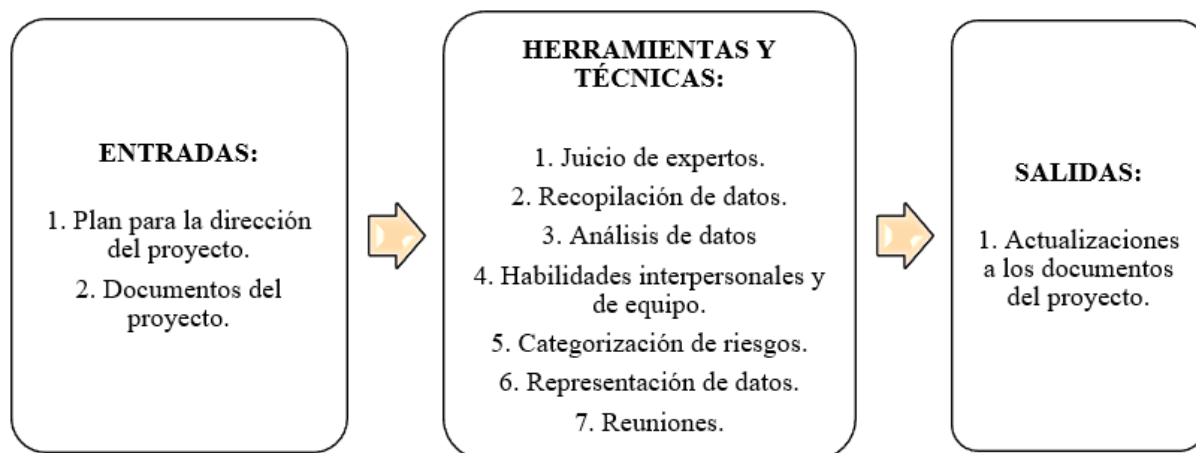 ENTRADAS:
1. Plan para la dirección
del proyecto.
2. Documentos del
proyecto.
HERRAMIENTAS Y
TÉCNICAS:
1. Juicio de expertos.
2. Recopilación de datos.
3. Análisis de datos
4. Habilidades interpersonales y
de equipo.
5. Categorización de riesgos.
6. Representación de datos.
7. Reuniones.
SALIDAS:
1. Actualizaciones
a los documentos
del proyecto.